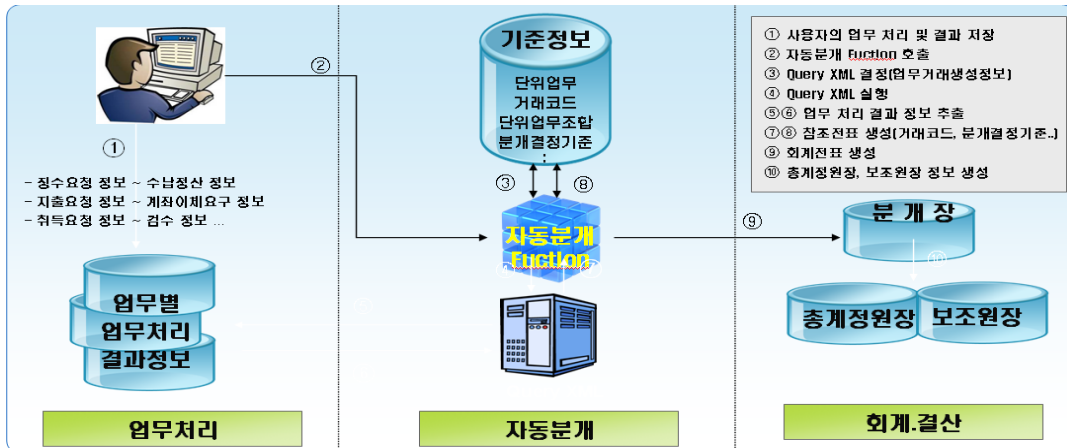 ①
- 징수요청 정보 ~ 수납정산 정보
- 지출요청 정보 ~ 계좌이체요구 정보
- 취득요청 정보 ~ 검수 정보 ...
업무별
업무처리
결과정보
업무처리
②
기준정보
단위업무
거래코드
단위업무조합
분개결정기준
:
③
⑧
자동분개
Fuction
④
자동분개
① 사용자의 업무 처리 및 결과 저장
② 자동분개 Fuction 호출
③ Query XML 결정(업무거래생성정보)
④ Query XML 실행
⑤⑥ 업무 처리 결과 정보 추출
⑦⑧ 참조전표 생성(거래코드, 분개결정기준..)
⑨ 회계전표 생성
⑩ 총계정원장, 보조원장 정보 생성
⑨
분 개 장
⑩
총계정원장
보조원장
회계.결산